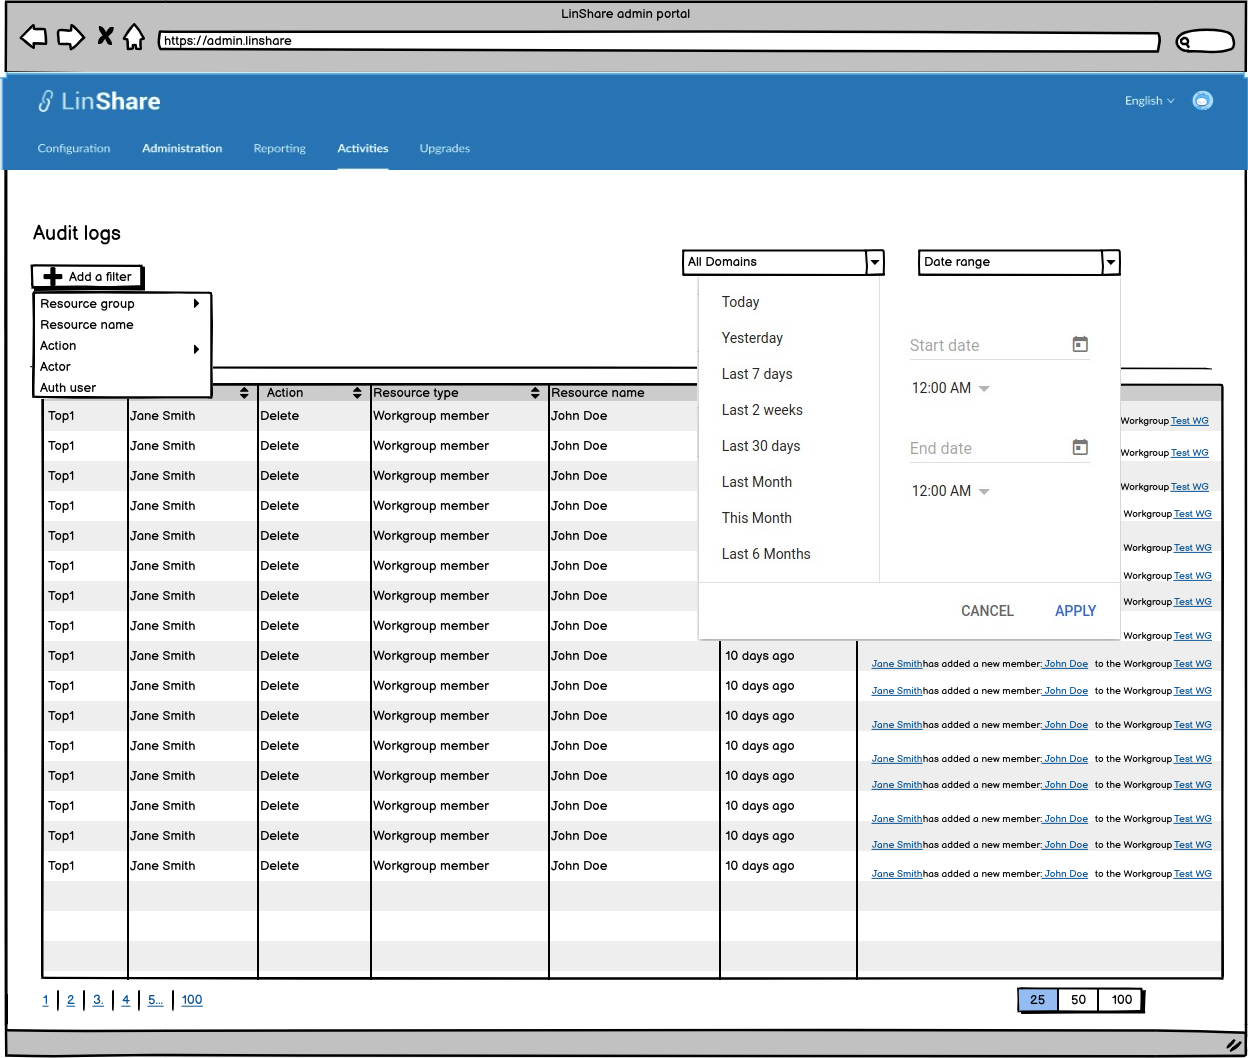 LinShare admin portal
https://admin.linshare
LinShare
English
Configuration Administration Reporting Activities Upgrades
Audit logs
All Domains Date range
Add a filter
Resource group
Resource name
Action
Actor
Auth user
Today
Yesterday
Last 7 days
Last 2 weeks
Last 30 days
Last Month
This Month
Last 6 Months
Start date
12:00 AM
End date
12:00 AM
CANCEL APPLY
Action Resource type Resource name
Top1 Jane Smith Delete Workgroup member John Doe Workgroup Test WG
Top1 Jane Smith Delete Workgroup member John Doe Workgroup Test WG
Top1 Jane Smith Delete Workgroup member John Doe Workgroup Test WG
Top1 Jane Smith Delete Workgroup member John Doe Workgroup Test WG
Top1 Jane Smith Delete Workgroup member John Doe Workgroup Test WG
Top1 Jane Smith Delete Workgroup member John Doe Workgroup Test WG
Top1 Jane Smith Delete Workgroup member John Doe Workgroup Test WG
Top1 Jane Smith Delete Workgroup member John Doe Workgroup Test WG
Top1 Jane Smith Delete Workgroup member John Doe 10 days ago Jane Smithhas added a new member: John Doe to the Workgroup Test WG
Top1 Jane Smith Delete Workgroup member John Doe 10 days ago Jane Smithhas added a new member: John Doe to the Workgroup Test WG
Top1 Jane Smith Delete Workgroup member John Doe 10 days ago Jane Smithhas added a new member: John Doe to the Workgroup Test WG
Top1 Jane Smith Delete Workgroup member John Doe 10 days ago Jane Smithhas added a new member: John Doe to the Workgroup Test WG
Top1 Jane Smith Delete Workgroup member John Doe 10 days ago Jane Smithhas added a new member: John Doe to the Workgroup Test WG
Top1 Jane Smith Delete Workgroup member John Doe 10 days ago Jane Smithhas added a new member: John Doe to the Workgroup Test WG
Top1 Jane Smith Delete Workgroup member John Doe 10 days ago Jane Smithhas added a new member: John Doe to the Workgroup Test WG
Top1 Jane Smith Delete Workgroup member John Doe 10 days ago Jane Smithhas added a new member: John Doe to the Workgroup Test WG
1 2 3. 4 5... 100
25 50 100